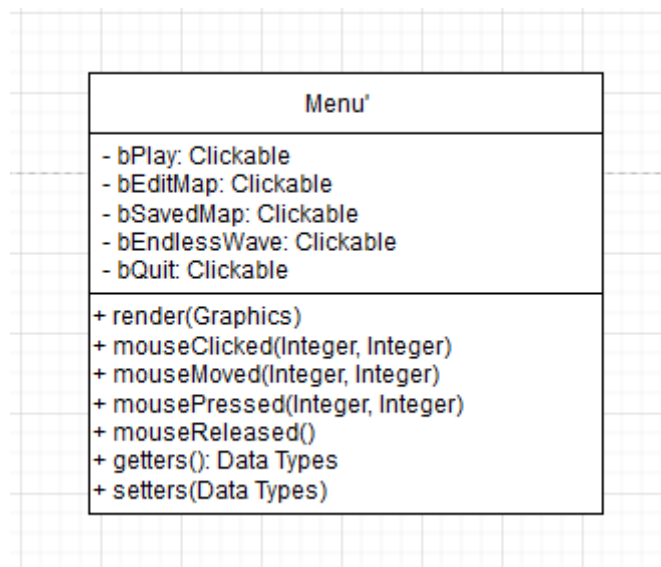 Menu'
- bPlay: Clickable
- bEditMap: Clickable
- bSavedMap: Clickable
- bEndlessWave: Clickable
- bQuit: Clickable
+ render(Graphics)
+ mouseClicked(Integer, Integer)
+ mouseMoved(Integer, Integer)
+ mousePressed(Integer, Integer)
+ mouseReleased()
+ getters(): Data Types
+ setters(Data Types)